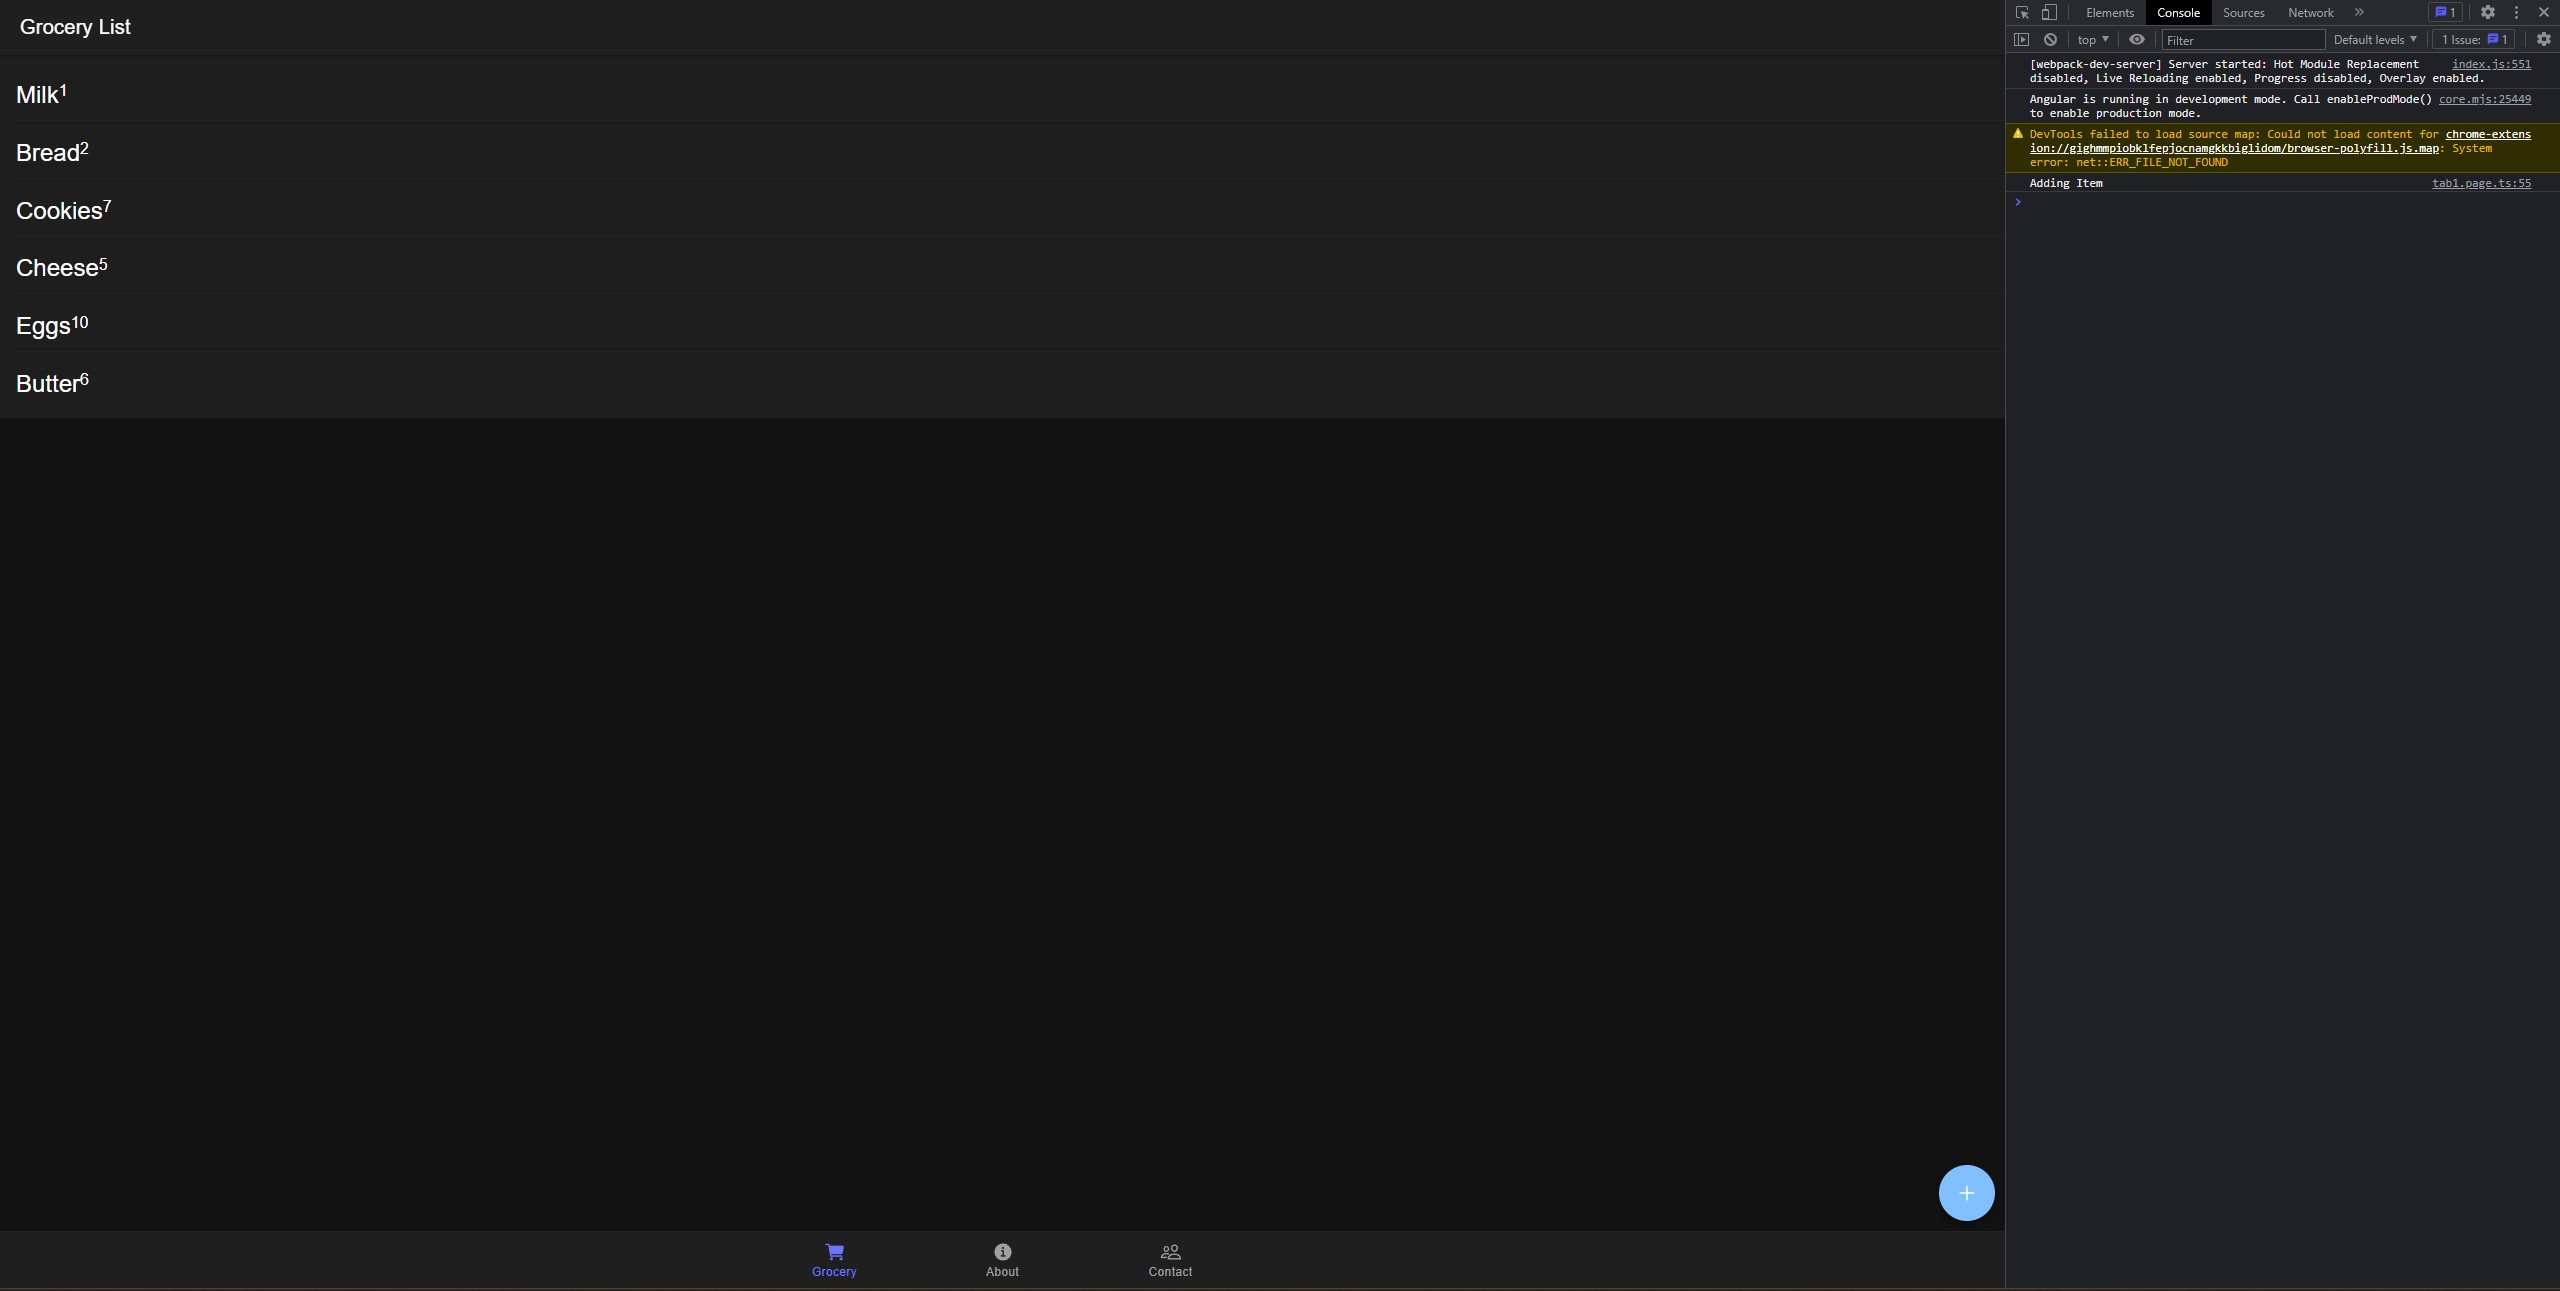 Grocery List
Milk1
Bread2
Cookies7
Cheese5
Eggs10
Butter6
Grocery
About
Contact
Elements Console Sources Network » 1
top Filter Default levels 1 Issue: 1
[webpack-dev-server] Server started: Hot Module Replacement index.js:551
disabled, Live Reloading enabled, Progress disabled, Overlay enabled.
Angular is running in development mode. Call enableProdMode() core.mjs:25449
to enable production mode.
DevTools failed to load source map: Could not load content for chrome-extens
ion://gighmmpiobklfepjocnamgkkbiglidom/browser-polyfill.js.map: System
error: net::ERR_FILE_NOT_FOUND
Adding Item tab1.page.ts:55